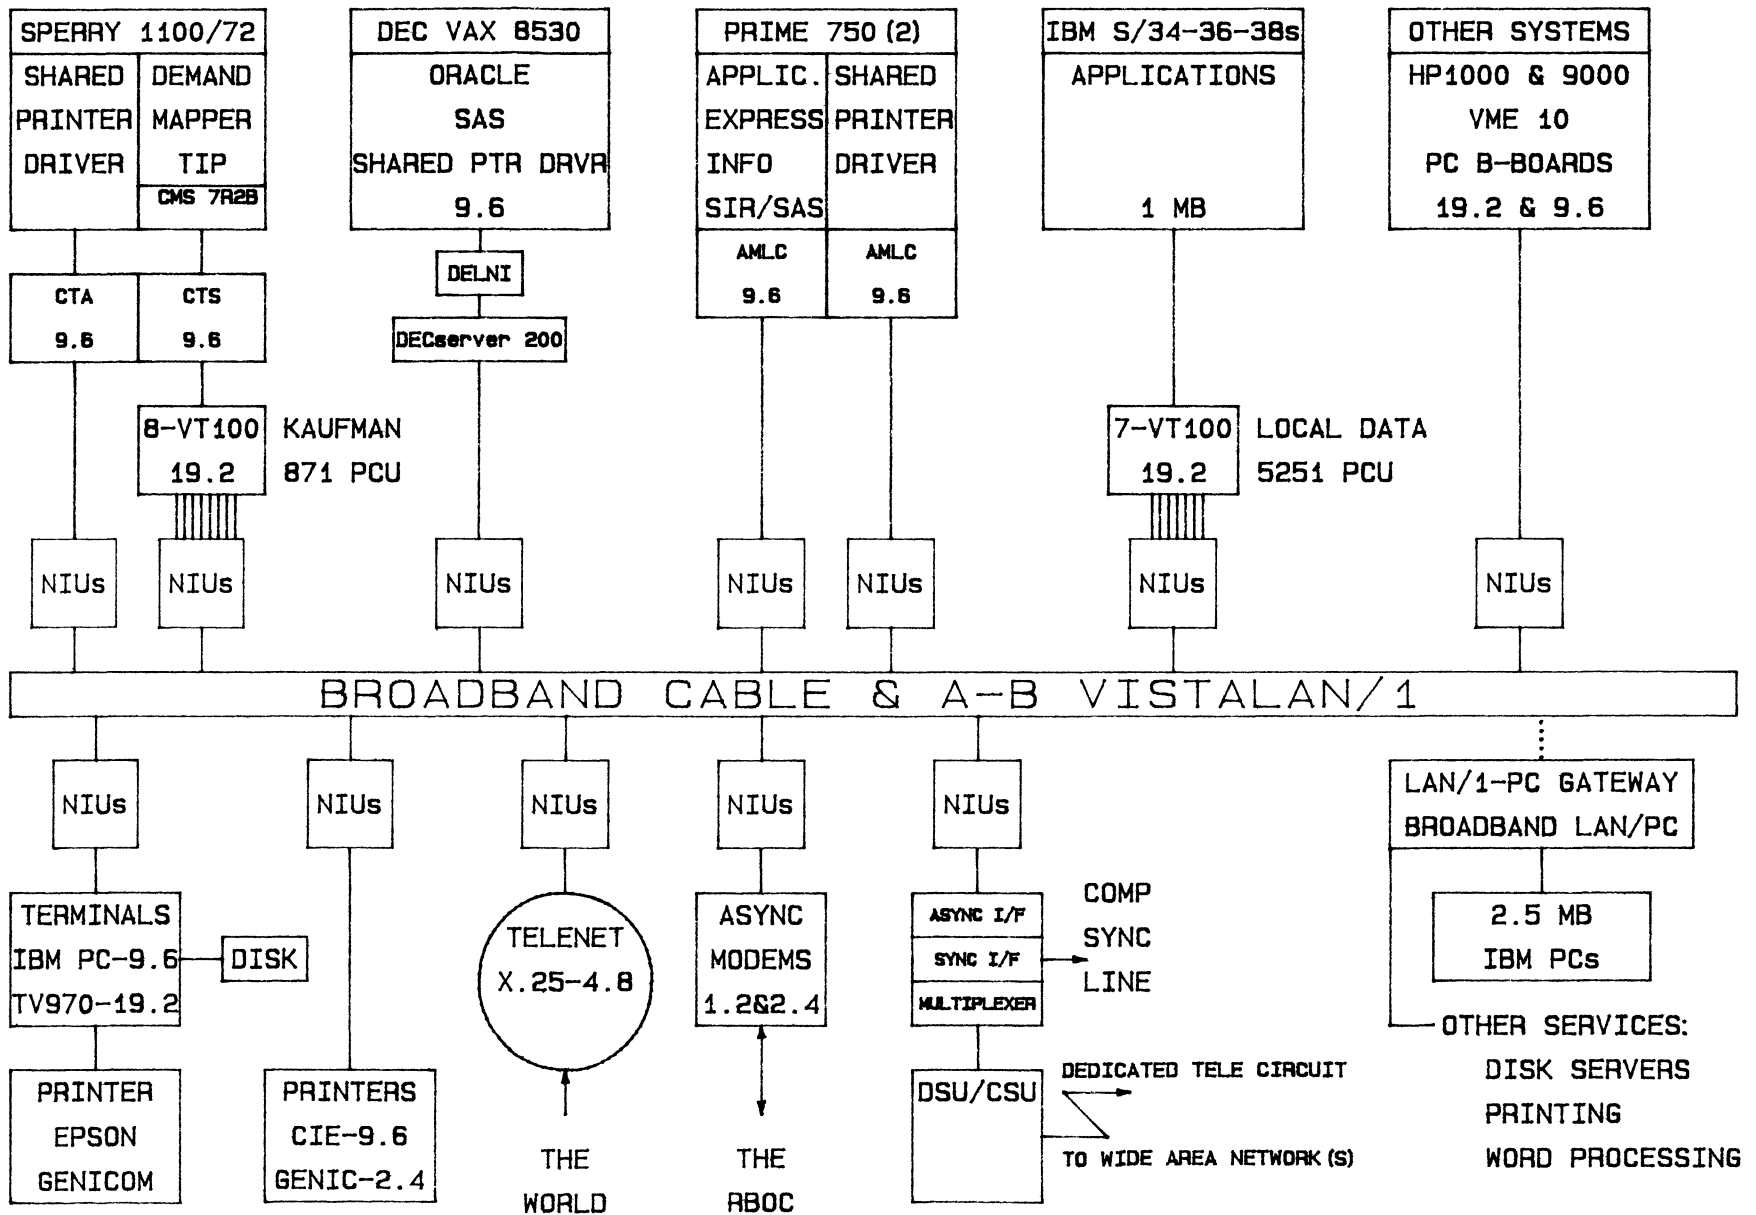 SPERRY 1100/72
SHARED
PRINTER
DRIVER
DEMAND
MAPPER
TIP
CMS 7R2B
CTA
9.6
CTS
9.6
8-VT100
19.2
KAUFMAN
871 PCU
DEC VAX 8530
ORACLE
SAS
SHARED PTR DRVR
9.6
DELNI
DECserver 200
PRIME 750(2)
APPLIC.
EXPRESS
INFO
SIR/SAS
SHARED
PRINTER
DRIVER
AMLC
9.6
AMLC
9.6
IBM S/34-36-38s
APPLICATIONS
1 MB
7-VT100
19.2
LOCAL DATA
5251 PCU
OTHER SYSTEMS
HP1000 & 9000
VME 10
PC B-BOARDS
19.2 & 9.6
NIUs
NIUs
NIUs
NIUs
NIUs
NIUs
NIUs
BROADBAND CABLE & A-B VISTALAN/1
NIUs
NIUs
NIUs
NIUs
NIUs
LAN/1-PC GATEWAY
BROADBAND LAN/PC
TERMINALS
IBM PC-9.6
TV970-19.2
DISK
PRINTER
EPSON
GENICOM
PRINTERS
CIE-9.6
GENIC-2.4
TELENET
X.25-4.8
THE
WORLD
ASYNC
MODEMS
1.2&2.4
THE
RBOC
ASYNC I/F
SYNC I/F
MULTIPLEXER
COMP
SYNC
LINE
DSU/CSU
DEDICATED TELE CIRCUIT
TO WIDE AREA NETWORK(S)
2.5 MB
IBM PCs
OTHER SERVICES:
DISK SERVERS
PRINTING
WORD PROCESSING